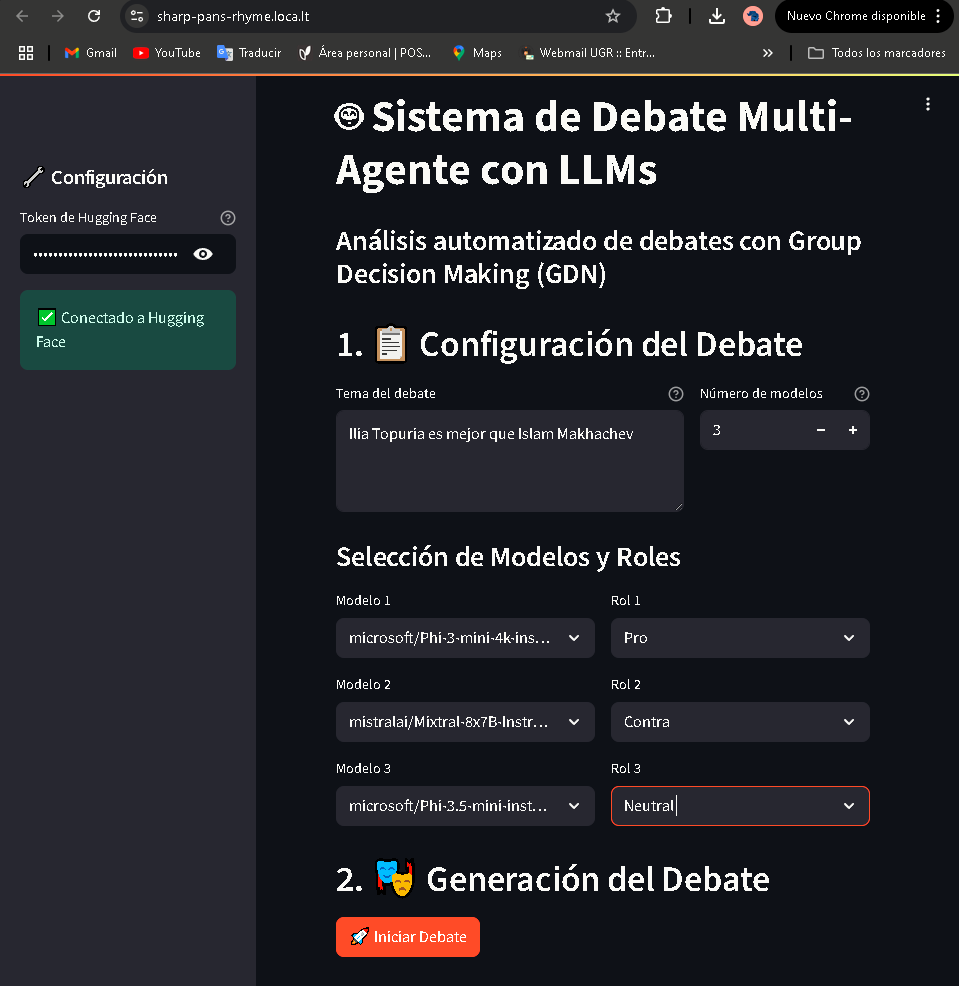 sharp-pans-rhyme.loca.lt
Nuevo Chrome disponible
Gmail
YouTube
Traducir
Área personal | POS...
Maps
Webmail UGR :: Entr...
»
Todos los marcadores
Configuración
Token de Hugging Face
Conectado a Hugging
Face
Sistema de Debate Multi-
Agente con LLMs
Análisis automatizado de debates con Group
Decision Making (GDN)
1. Configuración del Debate
Tema del debate
Número de modelos
Ilia Topuria es mejor que Islam Makhachev
3
Selección de Modelos y Roles
Modelo 1
Rol 1
microsoft/Phi-3-mini-4k-ins...
Pro
Modelo 2
Rol 2
mistralai/Mixtral-8x7B-Instr...
Contra
Modelo 3
Rol 3
microsoft/Phi-3.5-mini-inst...
Neutral
2. Generación del Debate
Iniciar Debate